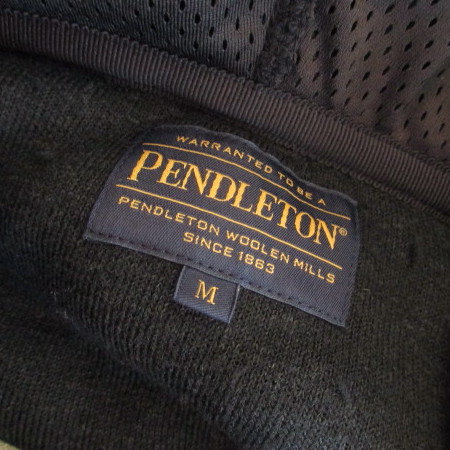 WARRANTED TO BE A
PENDLETON®
PENDLETON WOOLEN MILLS
SINCE 1863
M